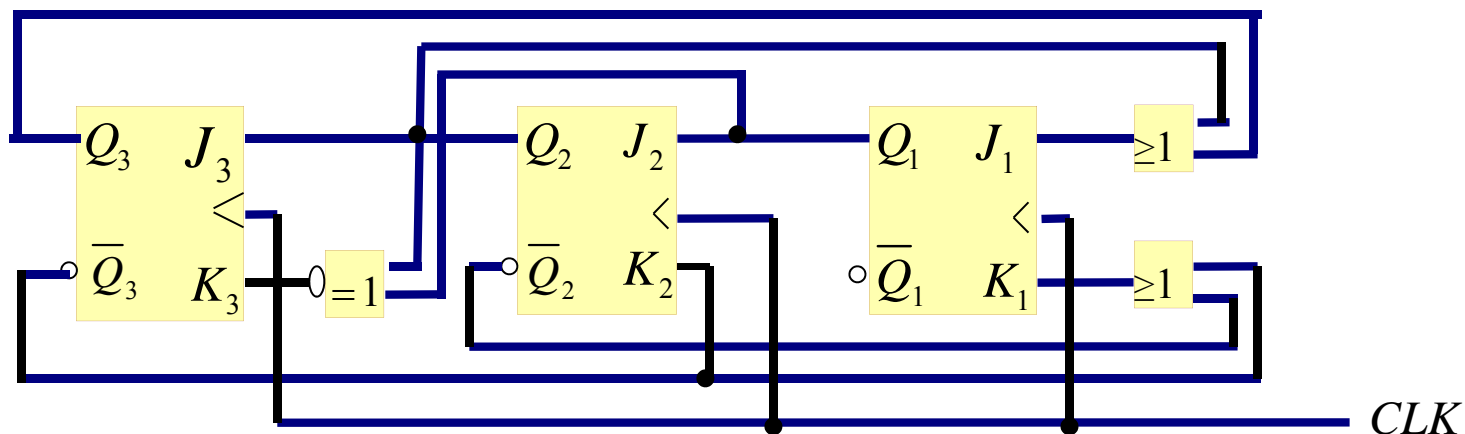 Q₃ J₃ Q₂ J₂ Q₁ J₁ ≥1
<
<
<
Q̅₃ K₃ =1 Q̅₂ K₂ Q̅₁ K₁ ≥1
CLK